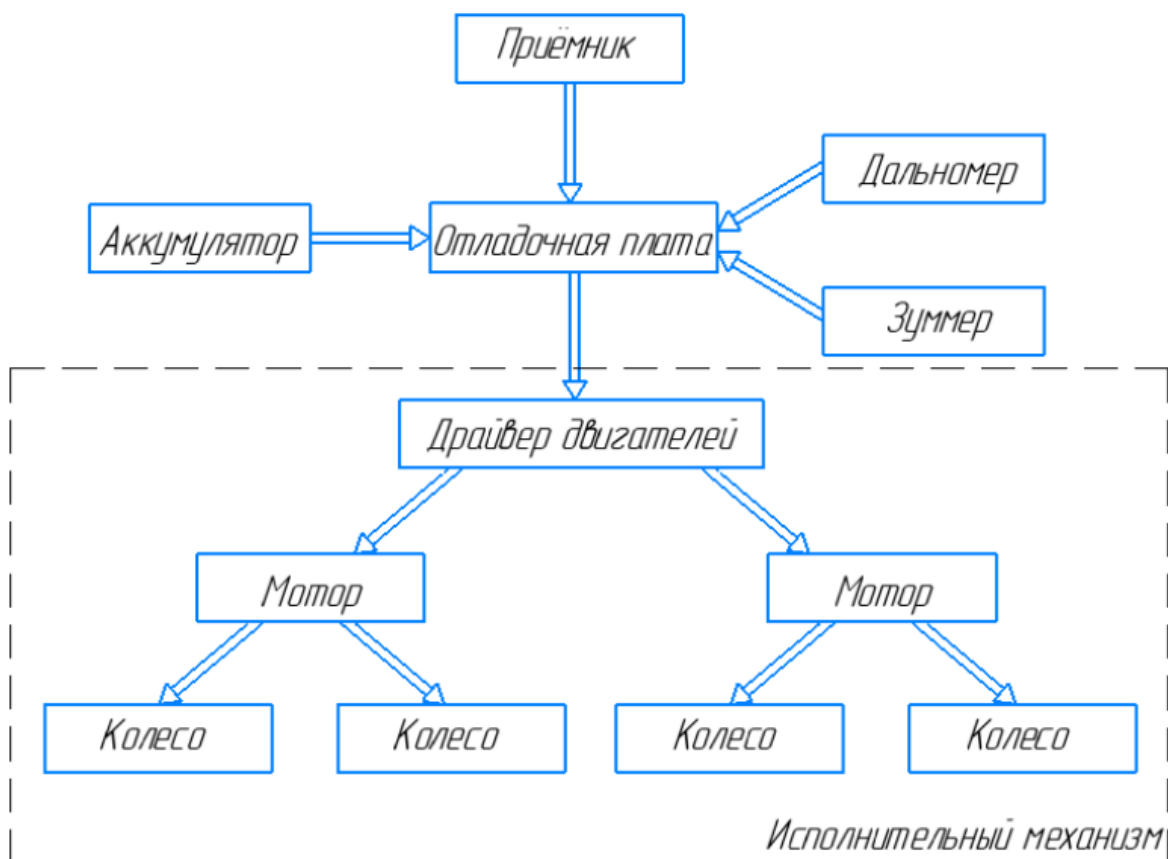 Приёмник
Дальномер
Аккумулятор
Отладочная плата
Зуммер
Драйвер двигателей
Мотор
Мотор
Колесо
Колесо
Колесо
Колесо
Исполнительный механизм